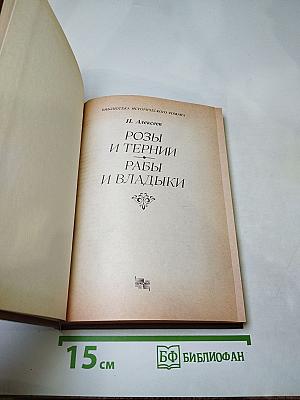 БИБЛИОТЕКА ИСТОРИЧЕСКОГО РОМАНА
Н. Алексеев
РОЗЫ
И ТЕРНИИ
РАБЫ
И ВЛАДЫКИ
15 см
БФ БИБЛИОФАН